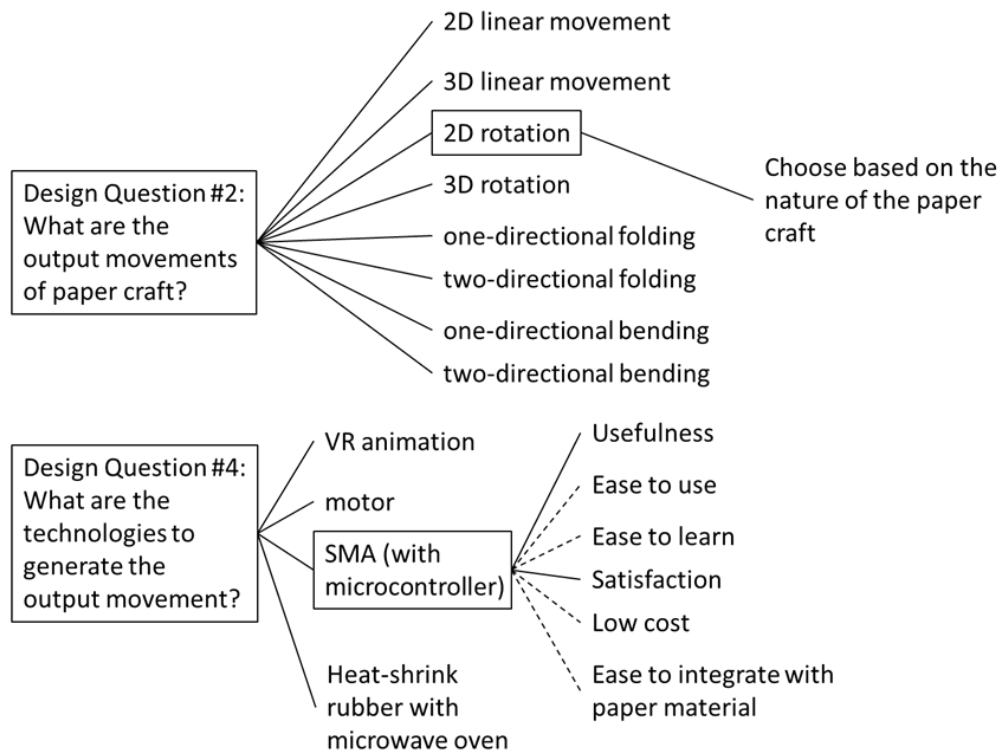 2D linear movement
3D linear movement
2D rotation
3D rotation
one-directional folding
two-directional folding
one-directional bending
two-directional bending
Design Question #2:
What are the
output movements
of paper craft?
Choose based on the
nature of the paper
craft
Design Question #4:
What are the
technologies to
generate the
output movement?
VR animation
motor
SMA (with
microcontroller)
Heat-shrink
rubber with
microwave oven
Usefulness
Ease to use
Ease to learn
Satisfaction
Low cost
Ease to integrate with
paper material